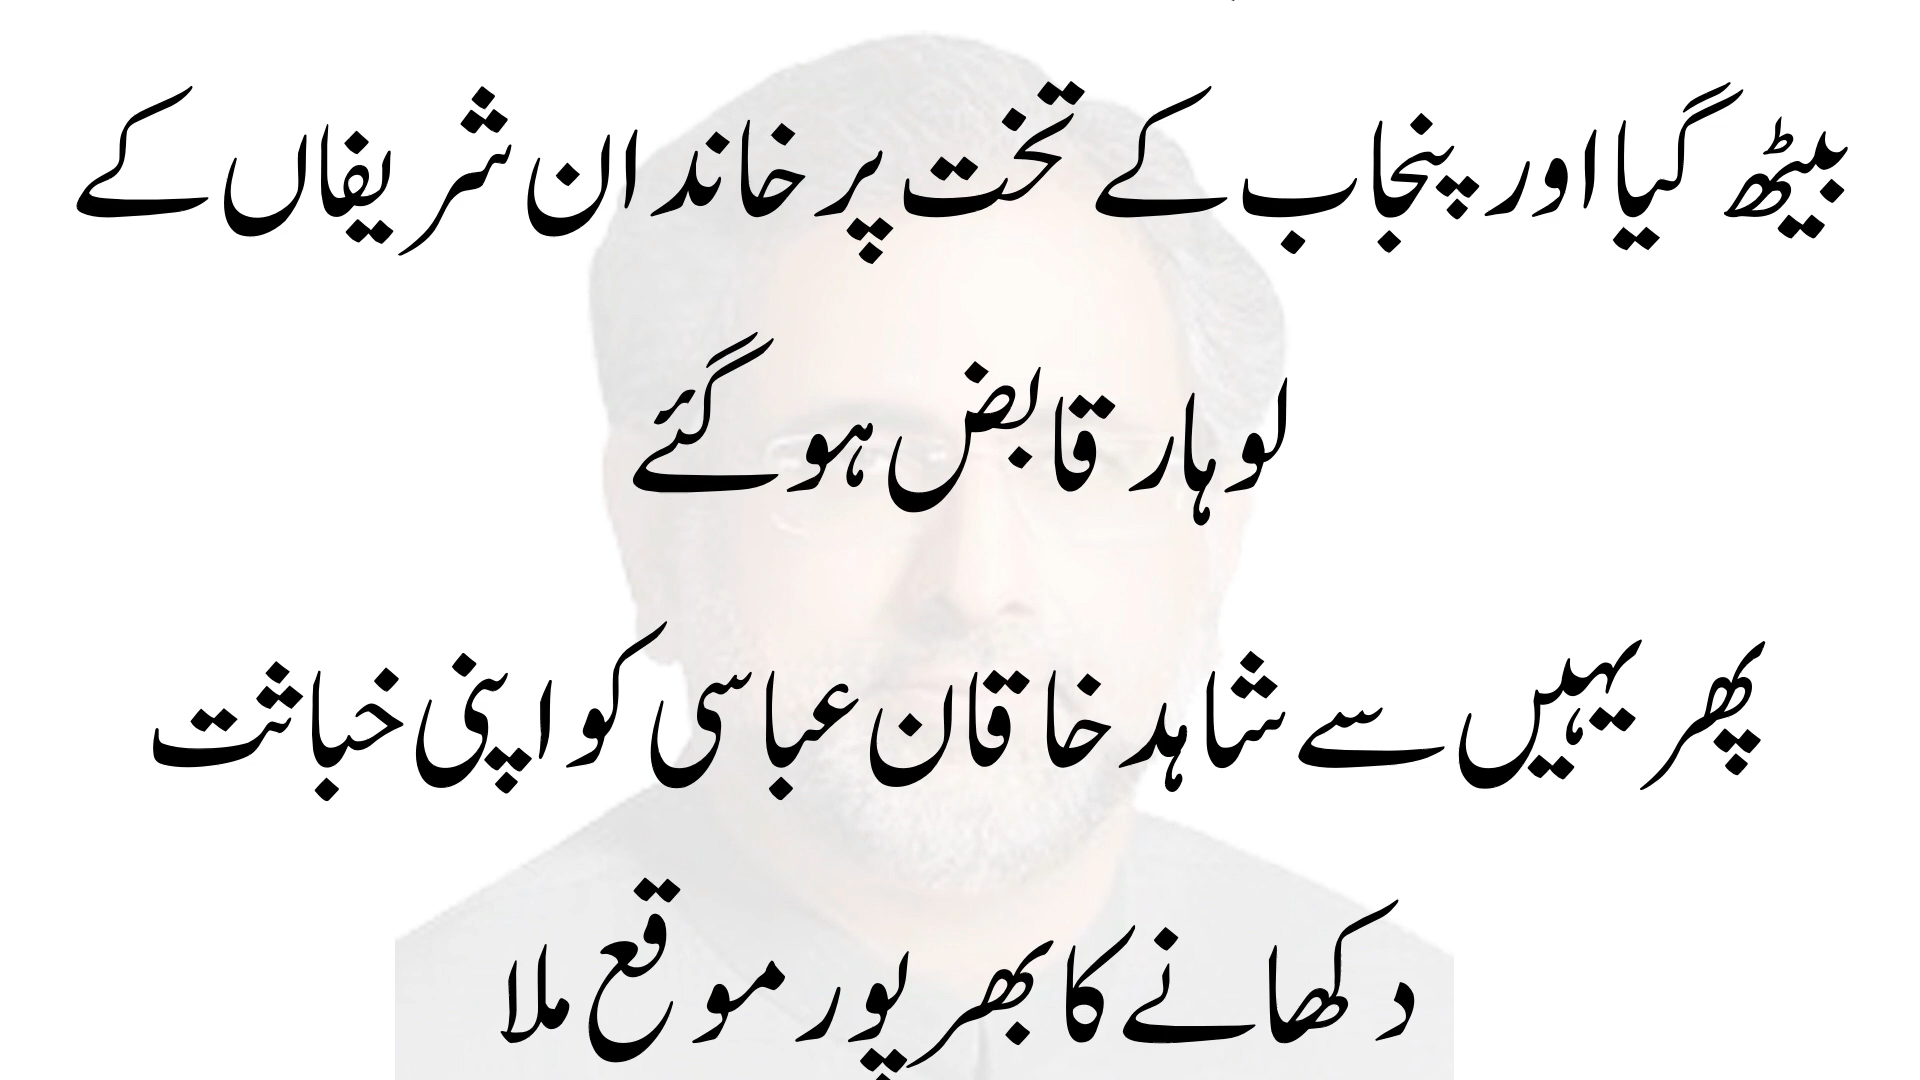 بیٹھ گیا اور پنجاب کے تخت پر خاندان شریفاں کے
لوہار قابض ہو گئے
پھر یہیں سے شاہد خاقان عباسی کو اپنی خباثت
دکھانے کا بھرپور موقع ملا